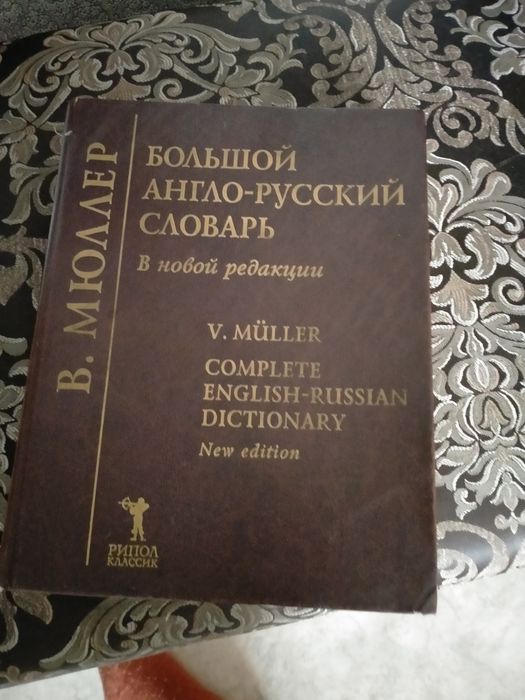 В. МЮЛЛЕР
БОЛЬШОЙ
АНГЛО-РУССКИЙ
СЛОВАРЬ
В новой редакции
V. MÜLLER
COMPLETE
ENGLISH-RUSSIAN
DICTIONARY
New edition
РИПОЛ
КЛАССИК